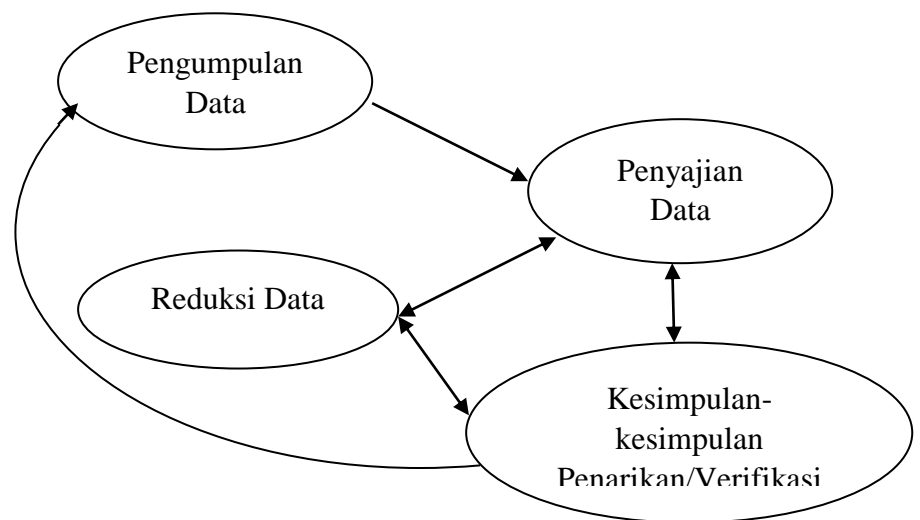 Pengumpulan
Data
Penyajian
Data
Reduksi Data
Kesimpulan-
kesimpulan
Penarikan/Verifikasi